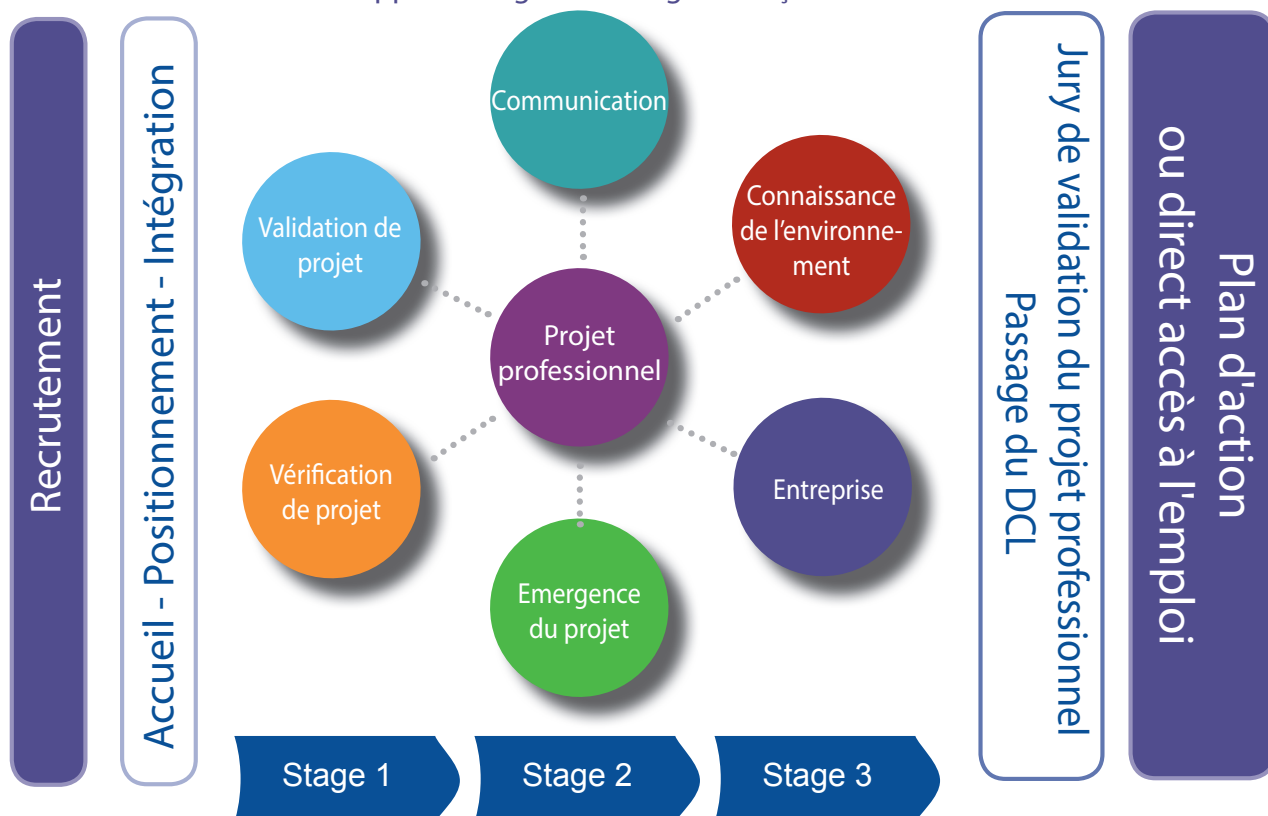 Recrutement
Accueil - Positionnement - Intégration
Communication
Validation de
projet
Connaissance
de l'environne-
ment
Projet
professionnel
Vérification
de projet
Entreprise
Emergence
du projet
Stage 1
Stage 2
Stage 3
Jury de validation du projet professionnel
Passage du DCL
Plan d'action
ou direct accès à l'emploi